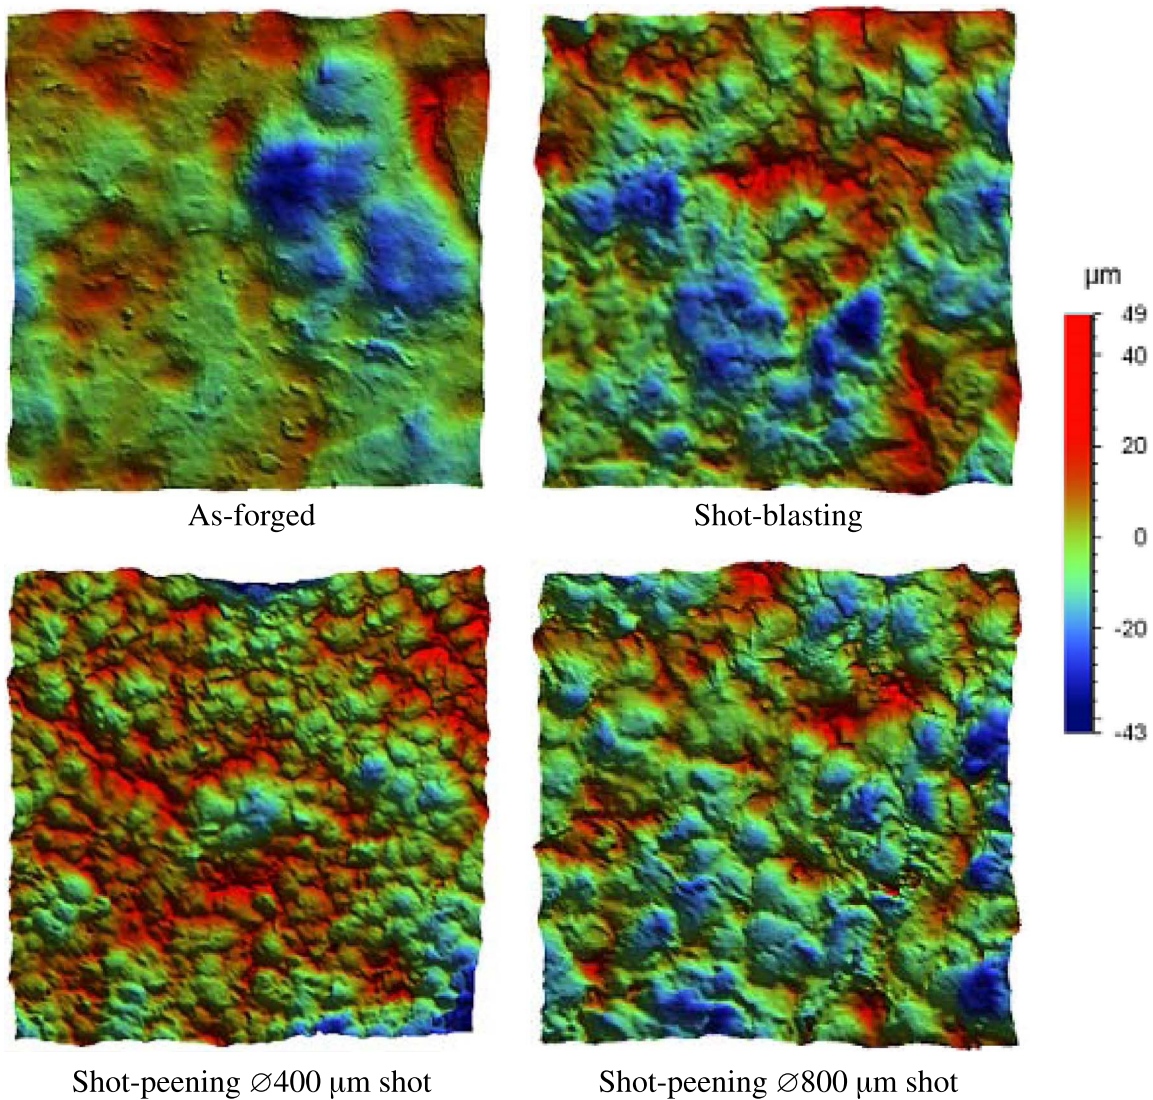 As-forged
Shot-blasting
µm
49
40
20
0
-20
-43
Shot-peening ∅400 µm shot
Shot-peening ∅800 µm shot